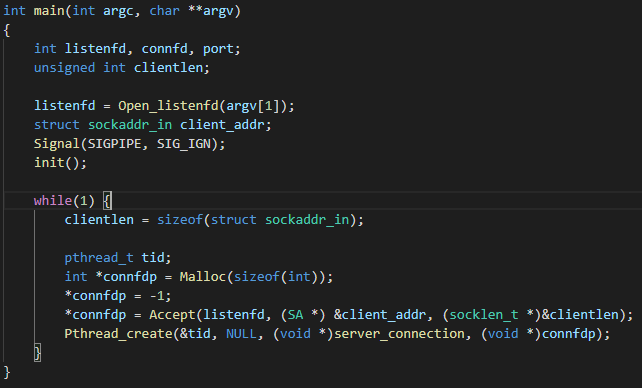 int main(int argc, char **argv)
{
    int listenfd, connfd, port;
    unsigned int clientlen;

    listenfd = Open_listenfd(argv[1]);
    struct sockaddr_in client_addr;
    Signal(SIGPIPE, SIG_IGN);
    init();

    while(1) {
        clientlen = sizeof(struct sockaddr_in);

        pthread_t tid;
        int *connfdp = Malloc(sizeof(int));
        *connfdp = -1;
        *connfdp = Accept(listenfd, (SA *) &client_addr, (socklen_t *)&clientlen);
        Pthread_create(&tid, NULL, (void *)server_connection, (void *)connfdp);
    }
}